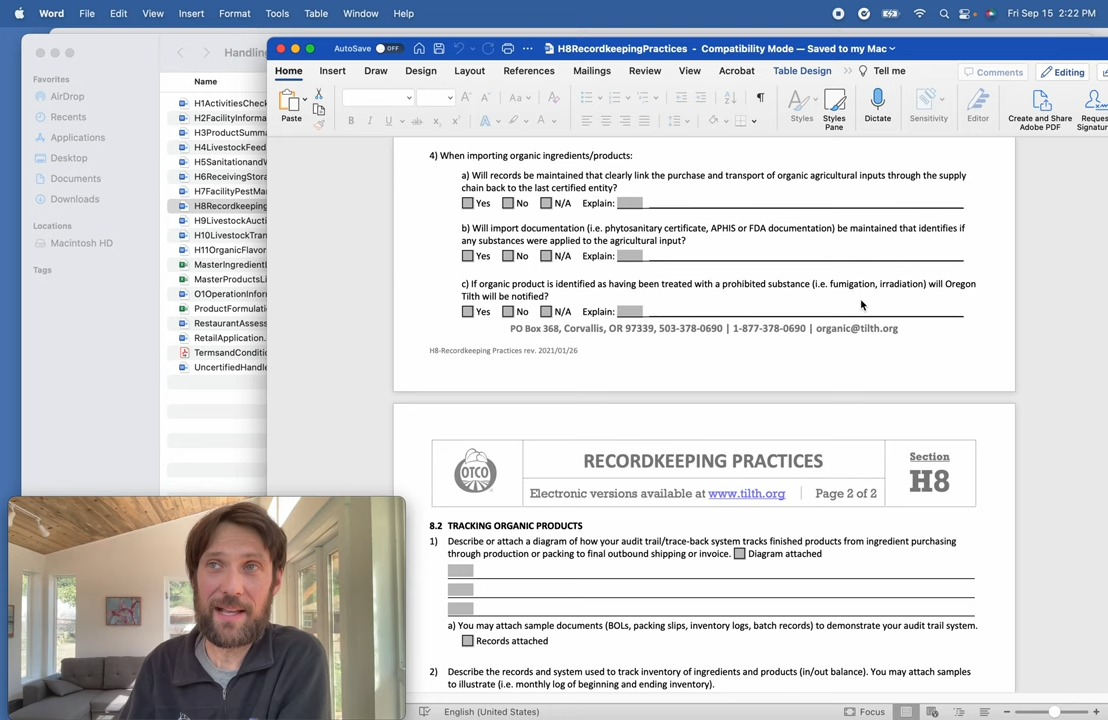 Word File Edit View Insert Format Tools Table Window Help
Fri Sep 15 2:22 PM
Handlin
AutoSave OFF
H8RecordkeepingPractices - Compatibility Mode — Saved to my Mac
Home Insert Draw Design Layout References Mailings Review View Acrobat Table Design Tell me
Comments Editing
Paste
Styles Styles Pane Dictate Sensitivity Editor Create and Share Adobe PDF Reques Signatur
Favorites
AirDrop
Recents
Applications
Desktop
Documents
Downloads
Locations
Macintosh HD
Tags
Name
H1ActivitiesCheck
H2FacilityInforma
H3ProductSumma
H4LivestockFeed
H5SanitationandW
H6ReceivingStora
H7FacilityPestMa
H8Recordkeeping
H9LivestockAucti
H10LivestockTran
H11OrganicFlavor
MasterIngredientL
MasterProductsLi
O1OperationInfor
ProductFormulati
RestaurantAssess
RetailApplication.
TermsandConditio
UncertifiedHandle
4) When importing organic ingredients/products:
a) Will records be maintained that clearly link the purchase and transport of organic agricultural inputs through the supply
chain back to the last certified entity?
Yes No N/A Explain:
b) Will import documentation (i.e. phytosanitary certificate, APHIS or FDA documentation) be maintained that identifies if
any substances were applied to the agricultural input?
Yes No N/A Explain:
c) If organic product is identified as having been treated with a prohibited substance (i.e. fumigation, irradiation) will Oregon
Tilth will be notified?
Yes No N/A Explain:
PO Box 368, Corvallis, OR 97339, 503-378-0690 | 1-877-378-0690 | organic@tilth.org
H8-Recordkeeping Practices rev. 2021/01/26
OTCO
RECORDKEEPING PRACTICES
Electronic versions available at www.tilth.org Page 2 of 2
Section
H8
8.2 TRACKING ORGANIC PRODUCTS
1) Describe or attach a diagram of how your audit trail/trace-back system tracks finished products from ingredient purchasing
through production or packing to final outbound shipping or invoice. Diagram attached
a) You may attach sample documents (BOLs, packing slips, inventory logs, batch records) to demonstrate your audit trail system.
Records attached
2) Describe the records and system used to track inventory of ingredients and products (in/out balance). You may attach samples
to illustrate (i.e. monthly log of beginning and ending inventory).
English (United States)
Focus